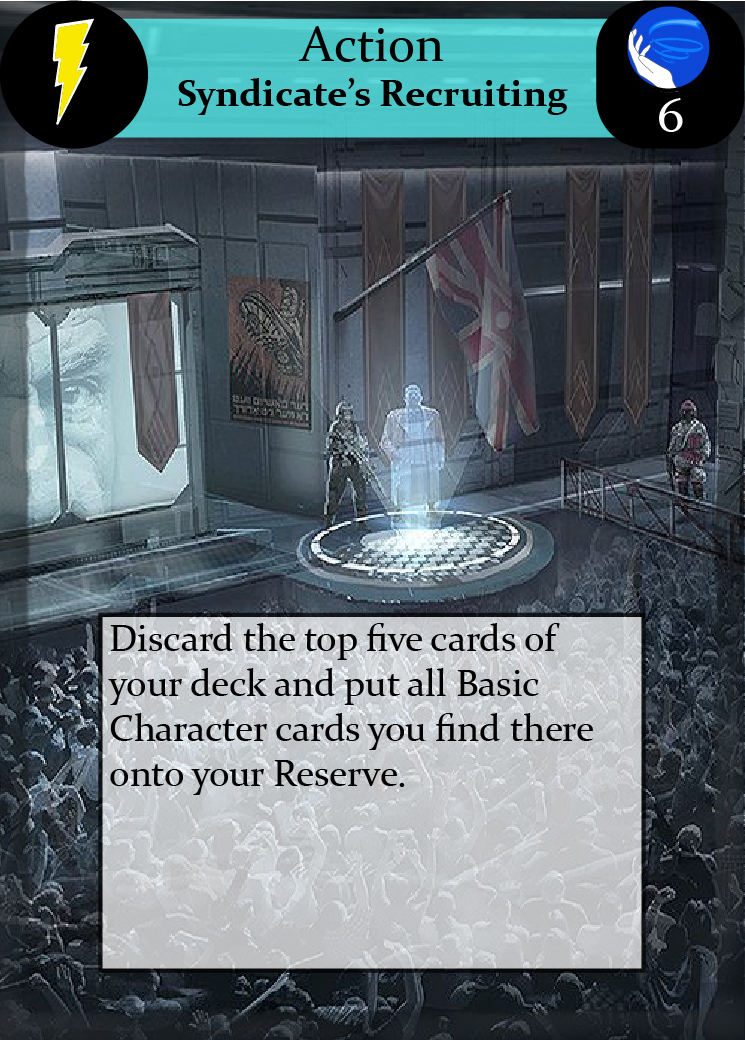 Action
Syndicate’s Recruiting
6
Discard the top five cards of
your deck and put all Basic
Character cards you find there
onto your Reserve.